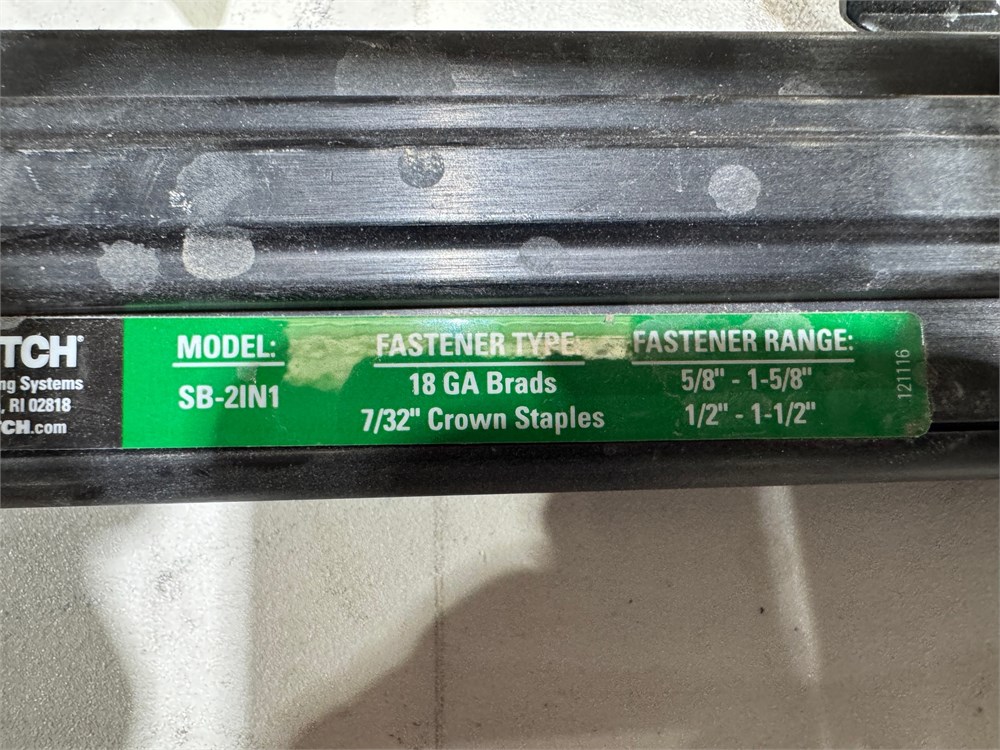 TCH®
ng Systems
, RI 02818
CH.com
MODEL:
SB-2IN1
FASTENER TYPE
18 GA Brads
7/32" Crown Staples
FASTENER RANGE:
5/8" - 1-5/8"
1/2" - 1-1/2"
121116